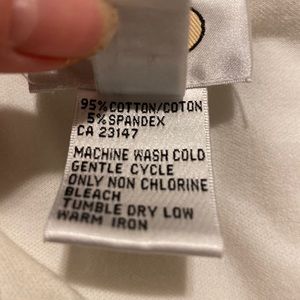 95% COTTON/COTON
5% SPANDEX
CA 23147
MACHINE WASH COLD
GENTLE CYCLE
ONLY NON CHLORINE
BLEACH
TUMBLE DRY LOW
WARM IRON